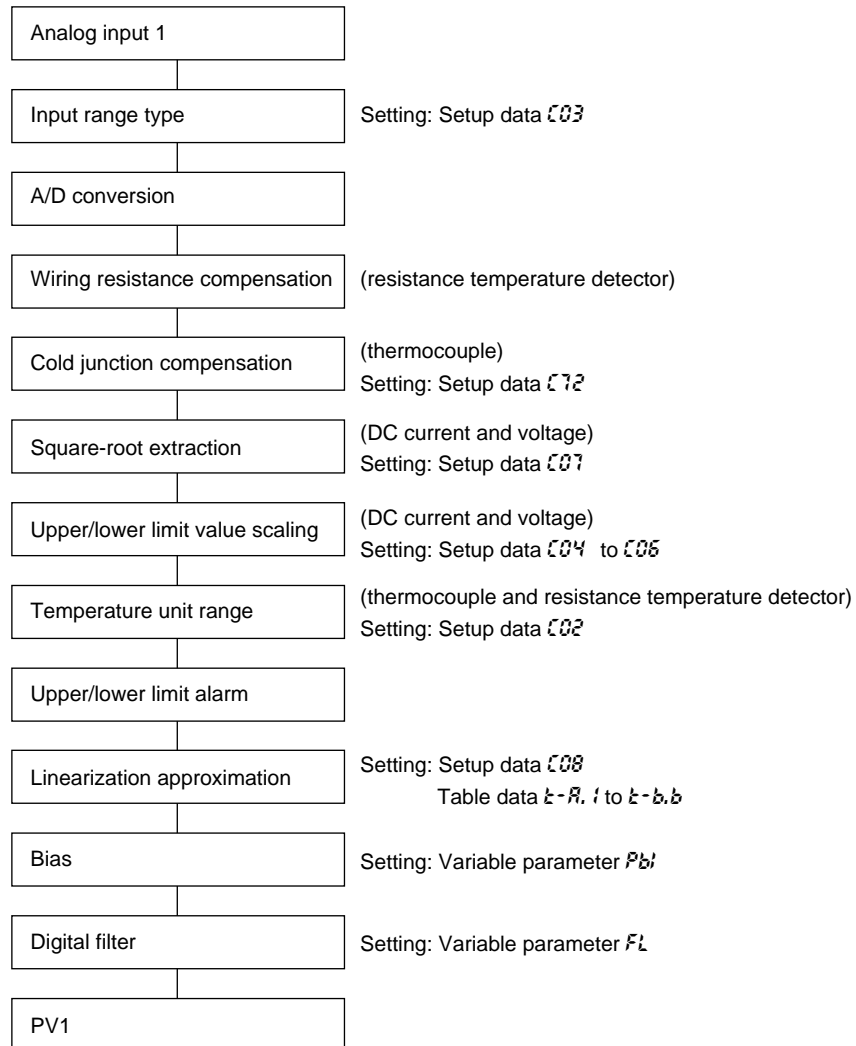 Analog input 1
Input range type
Setting: Setup data C03
A/D conversion
Wiring resistance compensation
(resistance temperature detector)
Cold junction compensation
(thermocouple)
Setting: Setup data C72
Square-root extraction
(DC current and voltage)
Setting: Setup data C07
Upper/lower limit value scaling
(DC current and voltage)
Setting: Setup data C04 to C06
Temperature unit range
(thermocouple and resistance temperature detector)
Setting: Setup data C02
Upper/lower limit alarm
Linearization approximation
Setting: Setup data C08
Table data t-A.1 to t-b.b
Bias
Setting: Variable parameter Pb1
Digital filter
Setting: Variable parameter FL
PV1